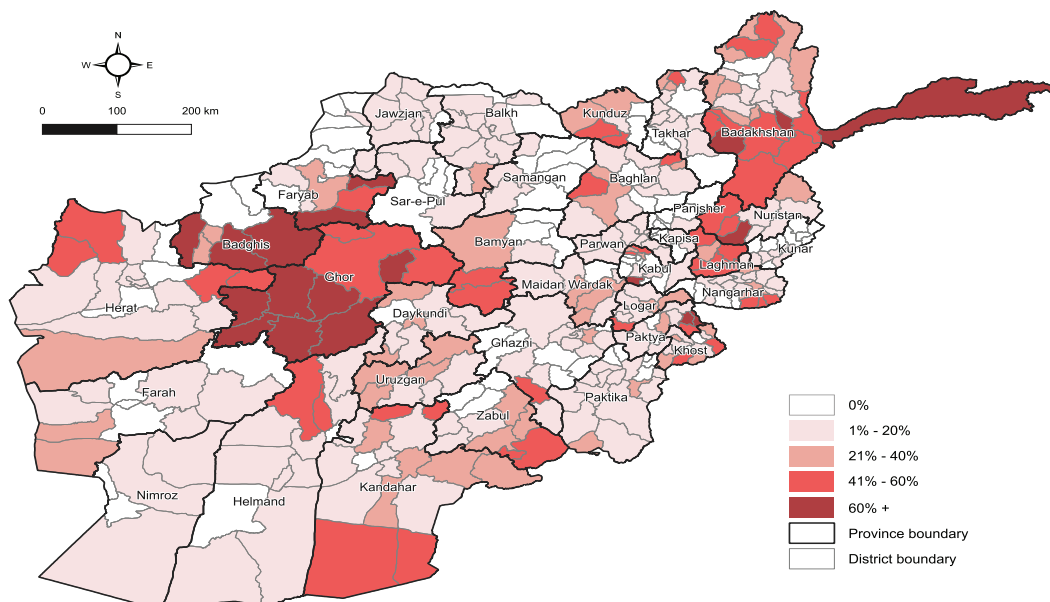 N
W E
S
0 100 200 km
Jawzjan
Balkh
Kunduz
Takhar
Badakhshan
Faryab
Sar-e-Pul
Samangan
Baghlan
Panjsher
Nuristan
Badghis
Bamyan
Parwan
Kapisa
Kunar
Ghor
Kabul
Laghman
Herat
Maidan Wardak
Nangarhar
Daykundi
Logar
Ghazni
Paktya
Khost
Uruzgan
Farah
Zabul
Paktika
Nimroz
Helmand
Kandahar
0%
1% - 20%
21% - 40%
41% - 60%
60% +
Province boundary
District boundary